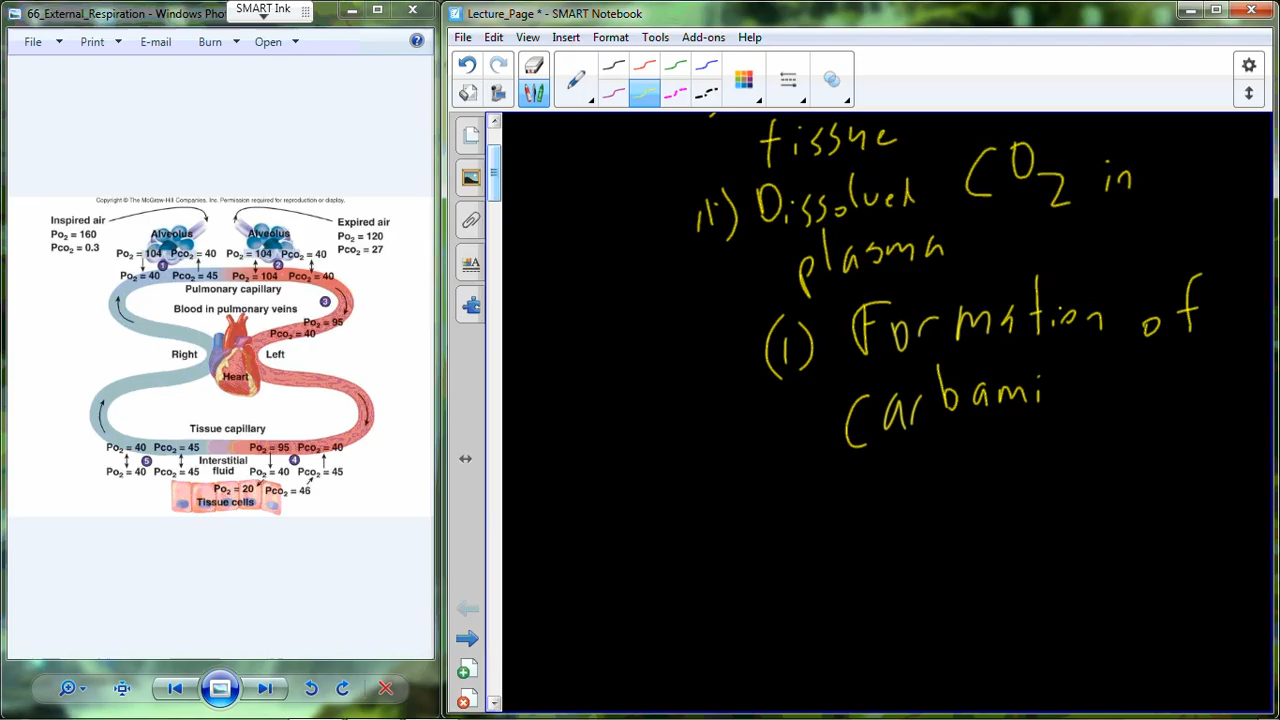 66_External_Respiration - Windows Pho
SMART Ink
File Print E-mail Burn Open
Copyright © The McGraw-Hill Companies, Inc. Permission required for reproduction or display.
Inspired air
Po2 = 160
Pco2 = 0.3
Expired air
Po2 = 120
Pco2 = 27
Alveolus
Alveolus
Po2 = 104 Pco2 = 40
Po2 = 104 Pco2 = 40
1
2
Po2 = 40 Pco2 = 45 Po2 = 104 Pco2 = 40
Pulmonary capillary
3
Blood in pulmonary veins
Po2 = 95
Pco2 = 40
Right
Left
Heart
Tissue capillary
Po2 = 40 Pco2 = 45 Po2 = 95 Pco2 = 40
5
Interstitial
fluid
4
Po2 = 40 Pco2 = 45 Po2 = 40 Pco2 = 45
Po2 = 20 Pco2 = 46
Tissue cells
Lecture_Page * - SMART Notebook
File Edit View Insert Format Tools Add-ons Help
tissue
ii) Dissolved CO2 in
plasma
(1) Formation of
carbami